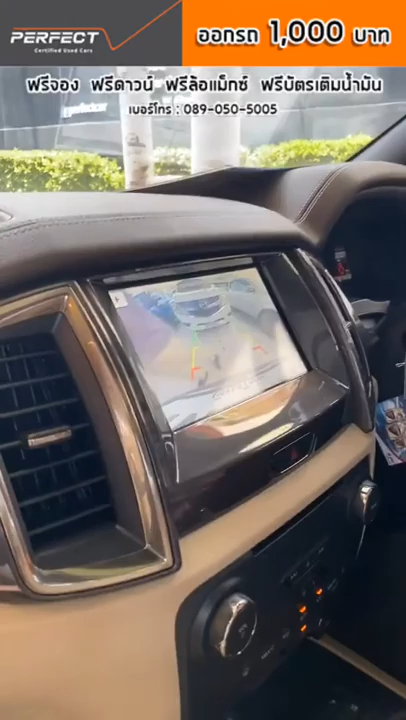 PERFECT
Certified Used Cars
ออกรถ 1,000 บาท
ฟรีจอง ฟรีดาวน์ ฟรีล้อแม็กซ์ ฟรีบัตรเติมน้ำมัน
เบอร์โทร : 089-050-5005